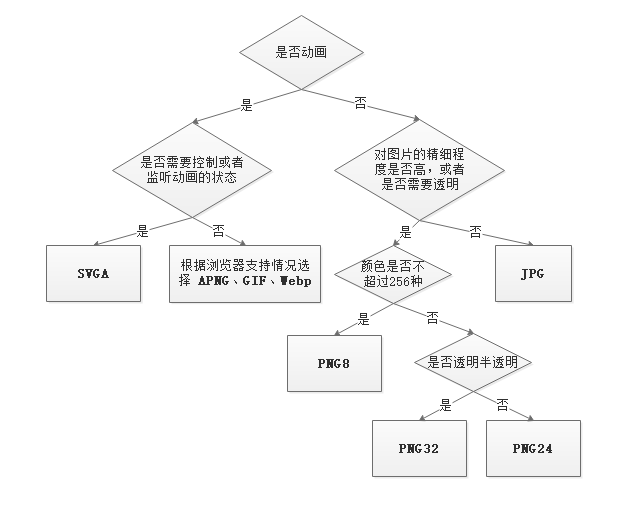 是否动画
是
否
是否需要控制或者
监听动画的状态
对图片的精细程
度是否高，或者
是否需要透明
是
否
是
否
SVGA
根据浏览器支持情况选
择 APNG、GIF、Webp
颜色是否不
超过256种
JPG
是
否
PNG8
是否透明半透明
是
否
PNG32
PNG24